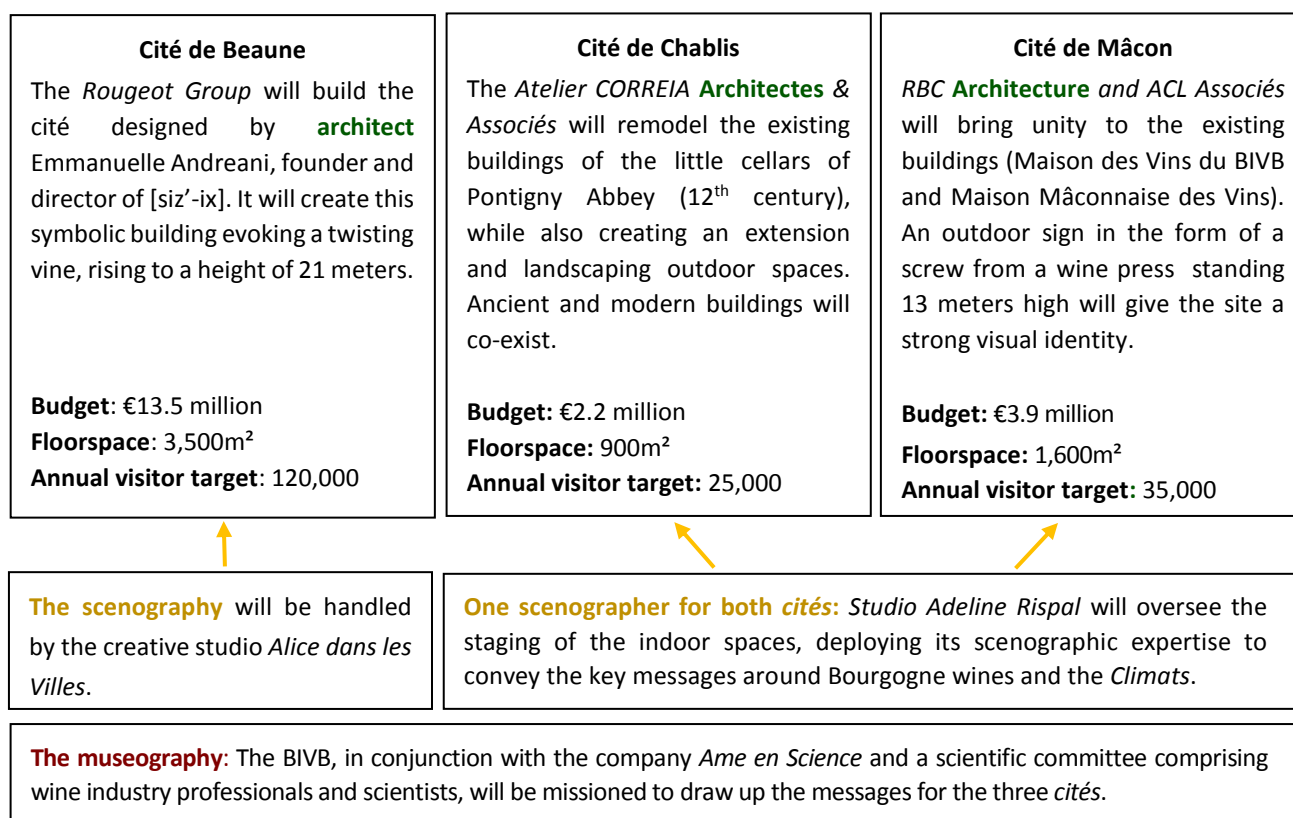 Cité de Beaune
The Rougeot Group will build the
cité designed by architect
Emmanuelle Andreani, founder and
director of [siz’-ix]. It will create this
symbolic building evoking a twisting
vine, rising to a height of 21 meters.
Budget: €13.5 million
Floorspace: 3,500m²
Annual visitor target: 120,000
Cité de Chablis
The Atelier CORREIA Architectes &
Associés will remodel the existing
buildings of the little cellars of
Pontigny Abbey (12th century),
while also creating an extension
and landscaping outdoor spaces.
Ancient and modern buildings will
co-exist.
Budget: €2.2 million
Floorspace: 900m²
Annual visitor target: 25,000
Cité de Mâcon
RBC Architecture and ACL Associés
will bring unity to the existing
buildings (Maison des Vins du BIVB
and Maison Mâconnaise des Vins).
An outdoor sign in the form of a
screw from a wine press standing
13 meters high will give the site a
strong visual identity.
Budget: €3.9 million
Floorspace: 1,600m²
Annual visitor target: 35,000
The scenography will be handled
by the creative studio Alice dans les
Villes.
One scenographer for both cités: Studio Adeline Rispal will oversee the
staging of the indoor spaces, deploying its scenographic expertise to
convey the key messages around Bourgogne wines and the Climats.
The museography: The BIVB, in conjunction with the company Ame en Science and a scientific committee comprising
wine industry professionals and scientists, will be missioned to draw up the messages for the three cités.